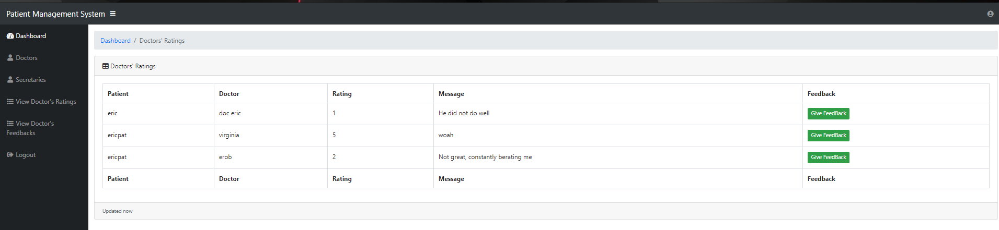 Patient Management System
Dashboard
Doctors
Secretaries
View Doctor's Ratings
View Doctor's
Feedbacks
Logout
Dashboard / Doctors' Ratings
Doctors' Ratings
Patient Doctor Rating Message Feedback
eric doc eric 1 He did not do well Give FeedBack
ericpat virginia 5 woah Give FeedBack
ericpat erob 2 Not great, constantly berating me Give FeedBack
Patient Doctor Rating Message Feedback
Updated now